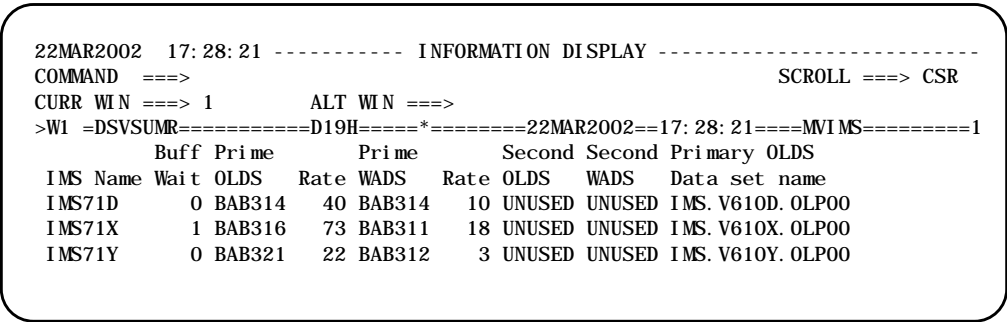 22MAR2002  17:28:21 ----------- INFORMATION DISPLAY ----------------------------
COMMAND  ===>                                                 SCROLL ===> CSR
CURR WIN ===> 1        ALT WIN ===>
>W1 =DSVSUMR===========D19H=====*========22MAR2002==17:28:21====MVIMS=========1
          Buff Prime       Prime       Second Second Primary OLDS
 IMS Name Wait OLDS   Rate WADS   Rate OLDS   WADS   Data set name
 IMS71D      0 BAB314   40 BAB314   10 UNUSED UNUSED IMS.V610D.OLP00
 IMS71X      1 BAB316   73 BAB311   18 UNUSED UNUSED IMS.V610X.OLP00
 IMS71Y      0 BAB321   22 BAB312    3 UNUSED UNUSED IMS.V610Y.OLP00